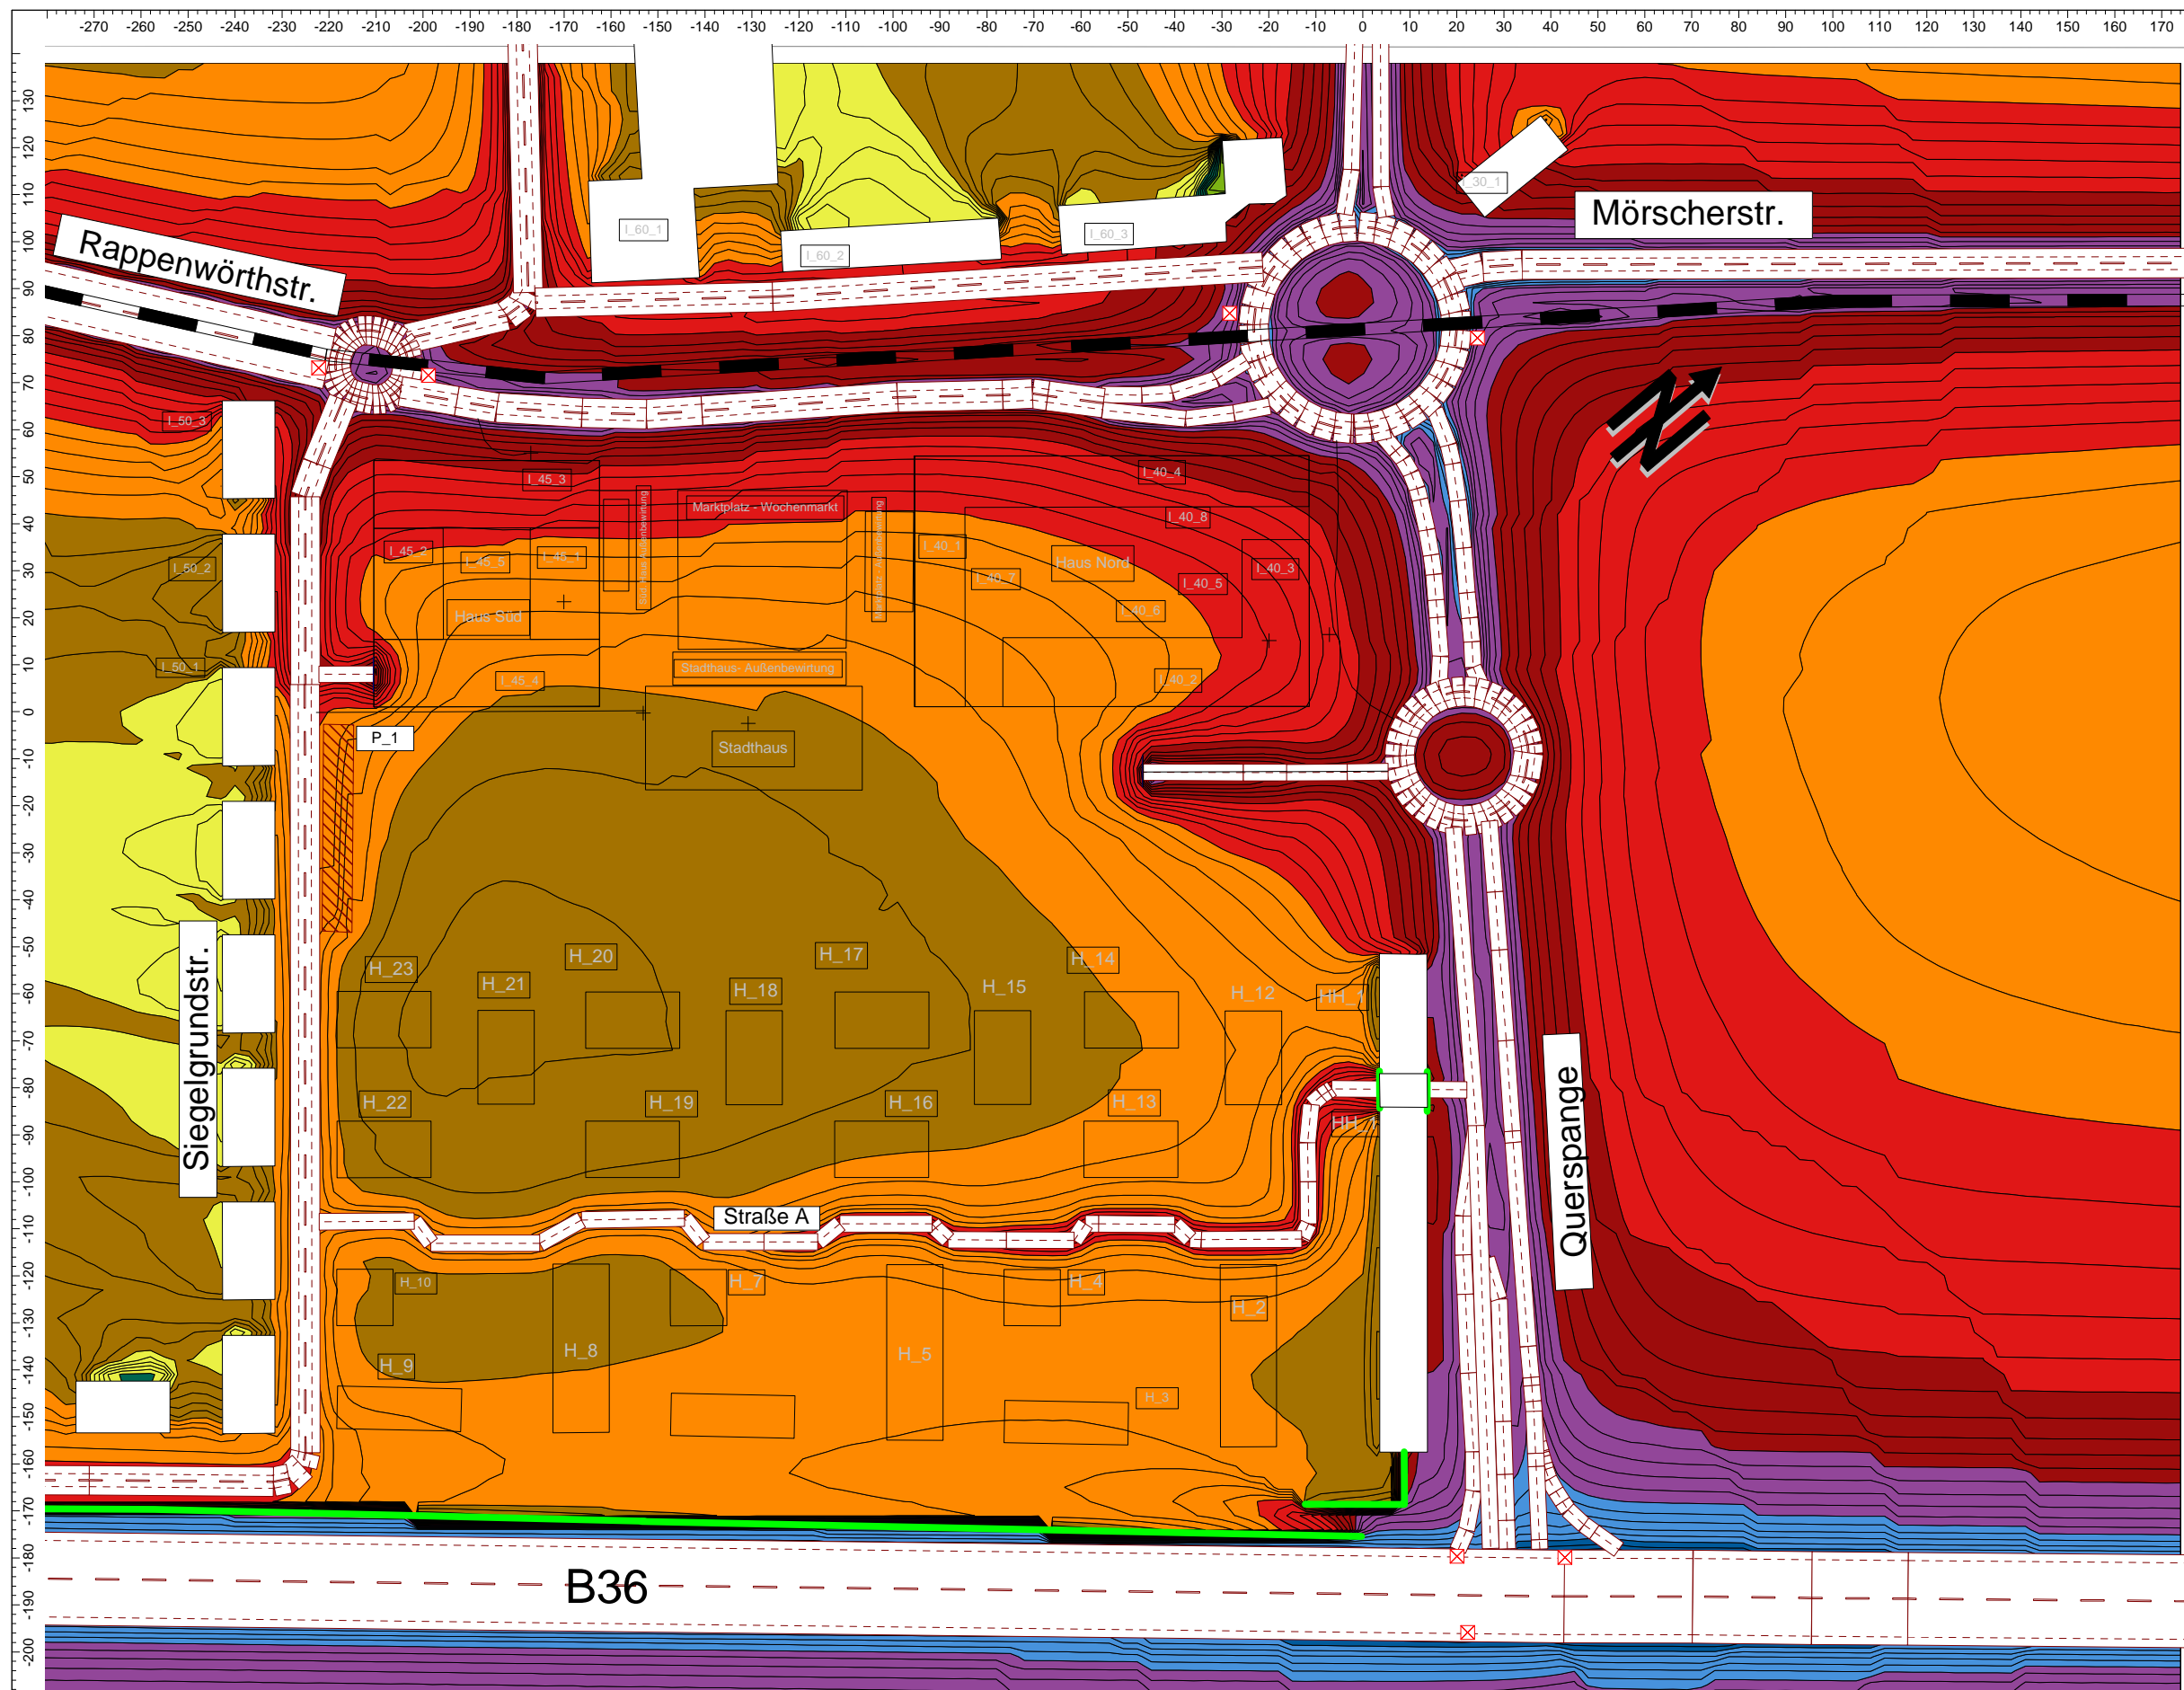 -270 -260 -250 -240 -230 -220 -210 -200 -190 -180 -170 -160 -150 -140 -130 -120 -110 -100 -90 -80 -70 -60 -50 -40 -30 -20 -10 0 10 20 30 40 50 60 70 80 90 100 110 120 130 140 150 160 170
130
120
110
100
90
80
70
60
50
40
30
20
10
0
-10
-20
-30
-40
-50
-60
-70
-80
-90
-100
-110
-120
-130
-140
-150
-160
-170
-180
-190
-200
I_30_1
Mörscherstr.
I_60_1
I_60_3
I_60_2
Rappenwörthstr.
N
I_50_3
I_45_3
I_40_4
Marktplatz - Wochenmarkt
I_40_8
I_45_2
I_45_5
I_45_1
I_40_1
Haus Nord
I_50_2
I_40_7
I_40_5
I_40_3
Haus Süd
I_40_6
I_50_1
Stadthaus- Außenbewirtung
I_45_4
I_40_2
P_1
Stadthaus
Siegelgrundstr.
H_23
H_20
H_17
H_14
H_21
H_18
H_15
H_12
HH_1
H_22
H_19
H_16
H_13
HH_
Querspange
Straße A
H_10
H_7
H_4
H_2
H_9
H_8
H_5
H_3
B36